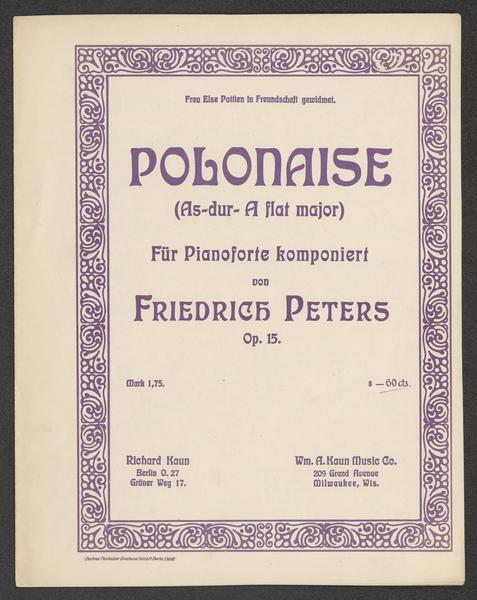 Frau Else Pottien in Freundschaft gewidmet.
POLONAISE
(As-dur- A flat major)
Für Pianoforte komponiert
von
FRIEDRICH PETERS
Op. 15.
Mark 1,75.
$ — 60 cts.
Richard Kaun
Berlin O. 27
Grüner Weg 17.
Wm. A. Kaun Music Co.
209 Grand Avenue
Milwaukee, Wis.